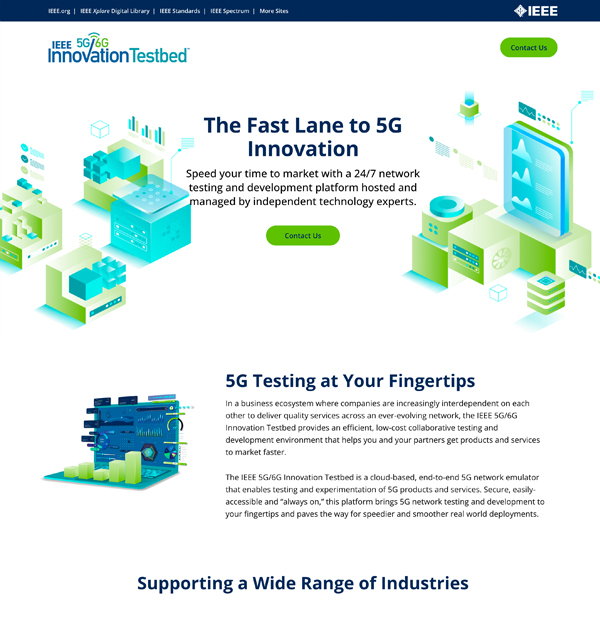 IEEE.org | IEEE Xplore Digital Library | IEEE Standards | IEEE Spectrum | More Sites
IEEE
IEEE 5G/6G
InnovationTestbed™
Contact Us
The Fast Lane to 5G
Innovation
Speed your time to market with a 24/7 network
testing and development platform hosted and
managed by independent technology experts.
Contact Us
5G Testing at Your Fingertips
In a business ecosystem where companies are increasingly interdependent on each
other to deliver quality services across an ever-evolving network, the IEEE 5G/6G
Innovation Testbed provides an efficient, low-cost collaborative testing and
development environment that helps you and your partners get products and services
to market faster.
The IEEE 5G/6G Innovation Testbed is a cloud-based, end-to-end 5G network emulator
that enables testing and experimentation of 5G products and services. Secure, easily-
accessible and “always on,” this platform brings 5G network testing and development to
your fingertips and paves the way for speedier and smoother real world deployments.
Supporting a Wide Range of Industries